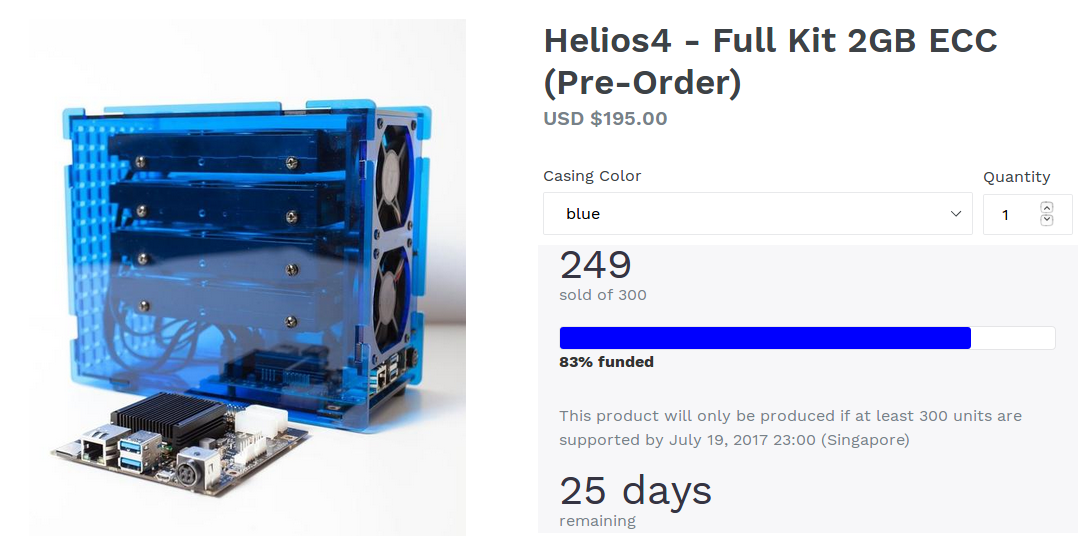 Helios4 - Full Kit 2GB ECC
(Pre-Order)
USD $195.00
Casing Color
Quantity
blue
1
249
sold of 300
83% funded
This product will only be produced if at least 300 units are
supported by July 19, 2017 23:00 (Singapore)
25 days
remaining